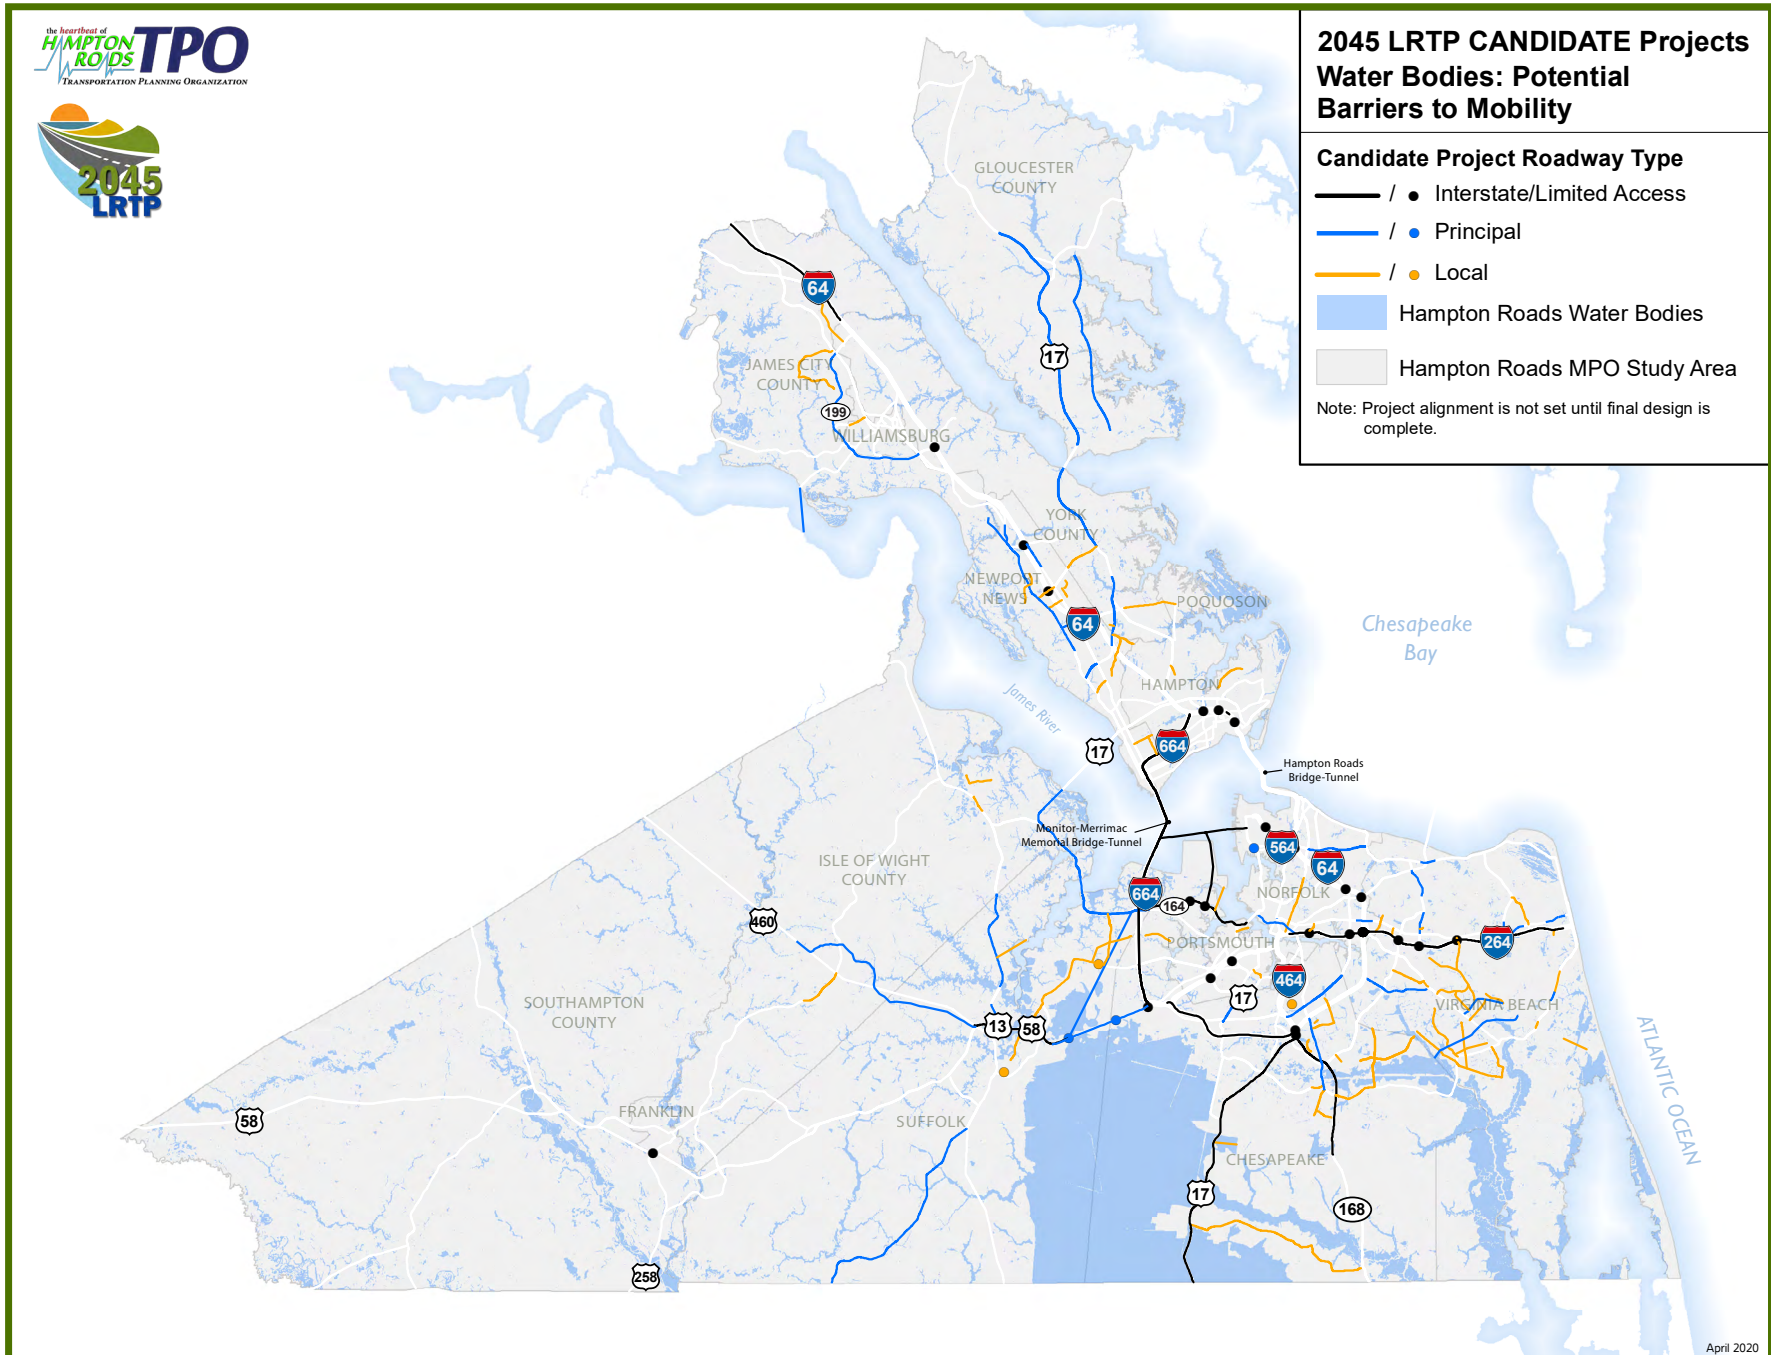 the heartbeat of
HAMPTON
ROADS
TPO
TRANSPORTATION PLANNING ORGANIZATION
2045
LRTP
2045 LRTP CANDIDATE Projects
Water Bodies: Potential
Barriers to Mobility
Candidate Project Roadway Type
/ Interstate/Limited Access
/ Principal
/ Local
Hampton Roads Water Bodies
Hampton Roads MPO Study Area
Note: Project alignment is not set until final design is
complete.
GLOUCESTER
COUNTY
64
17
JAMES CITY
COUNTY
199
WILLIAMSBURG
YORK
COUNTY
NEWPORT
NEWS
POQUOSON
64
Chesapeake
Bay
HAMPTON
James River
17
664
Hampton Roads
Bridge-Tunnel
Monitor-Merrimac
Memorial Bridge-Tunnel
564
64
ISLE OF WIGHT
COUNTY
664
NORFOLK
164
460
PORTSMOUTH
264
464
17
SOUTHAMPTON
COUNTY
VIRGINIA BEACH
13
58
ATLANTIC OCEAN
FRANKLIN
58
SUFFOLK
CHESAPEAKE
17
168
258
April 2020